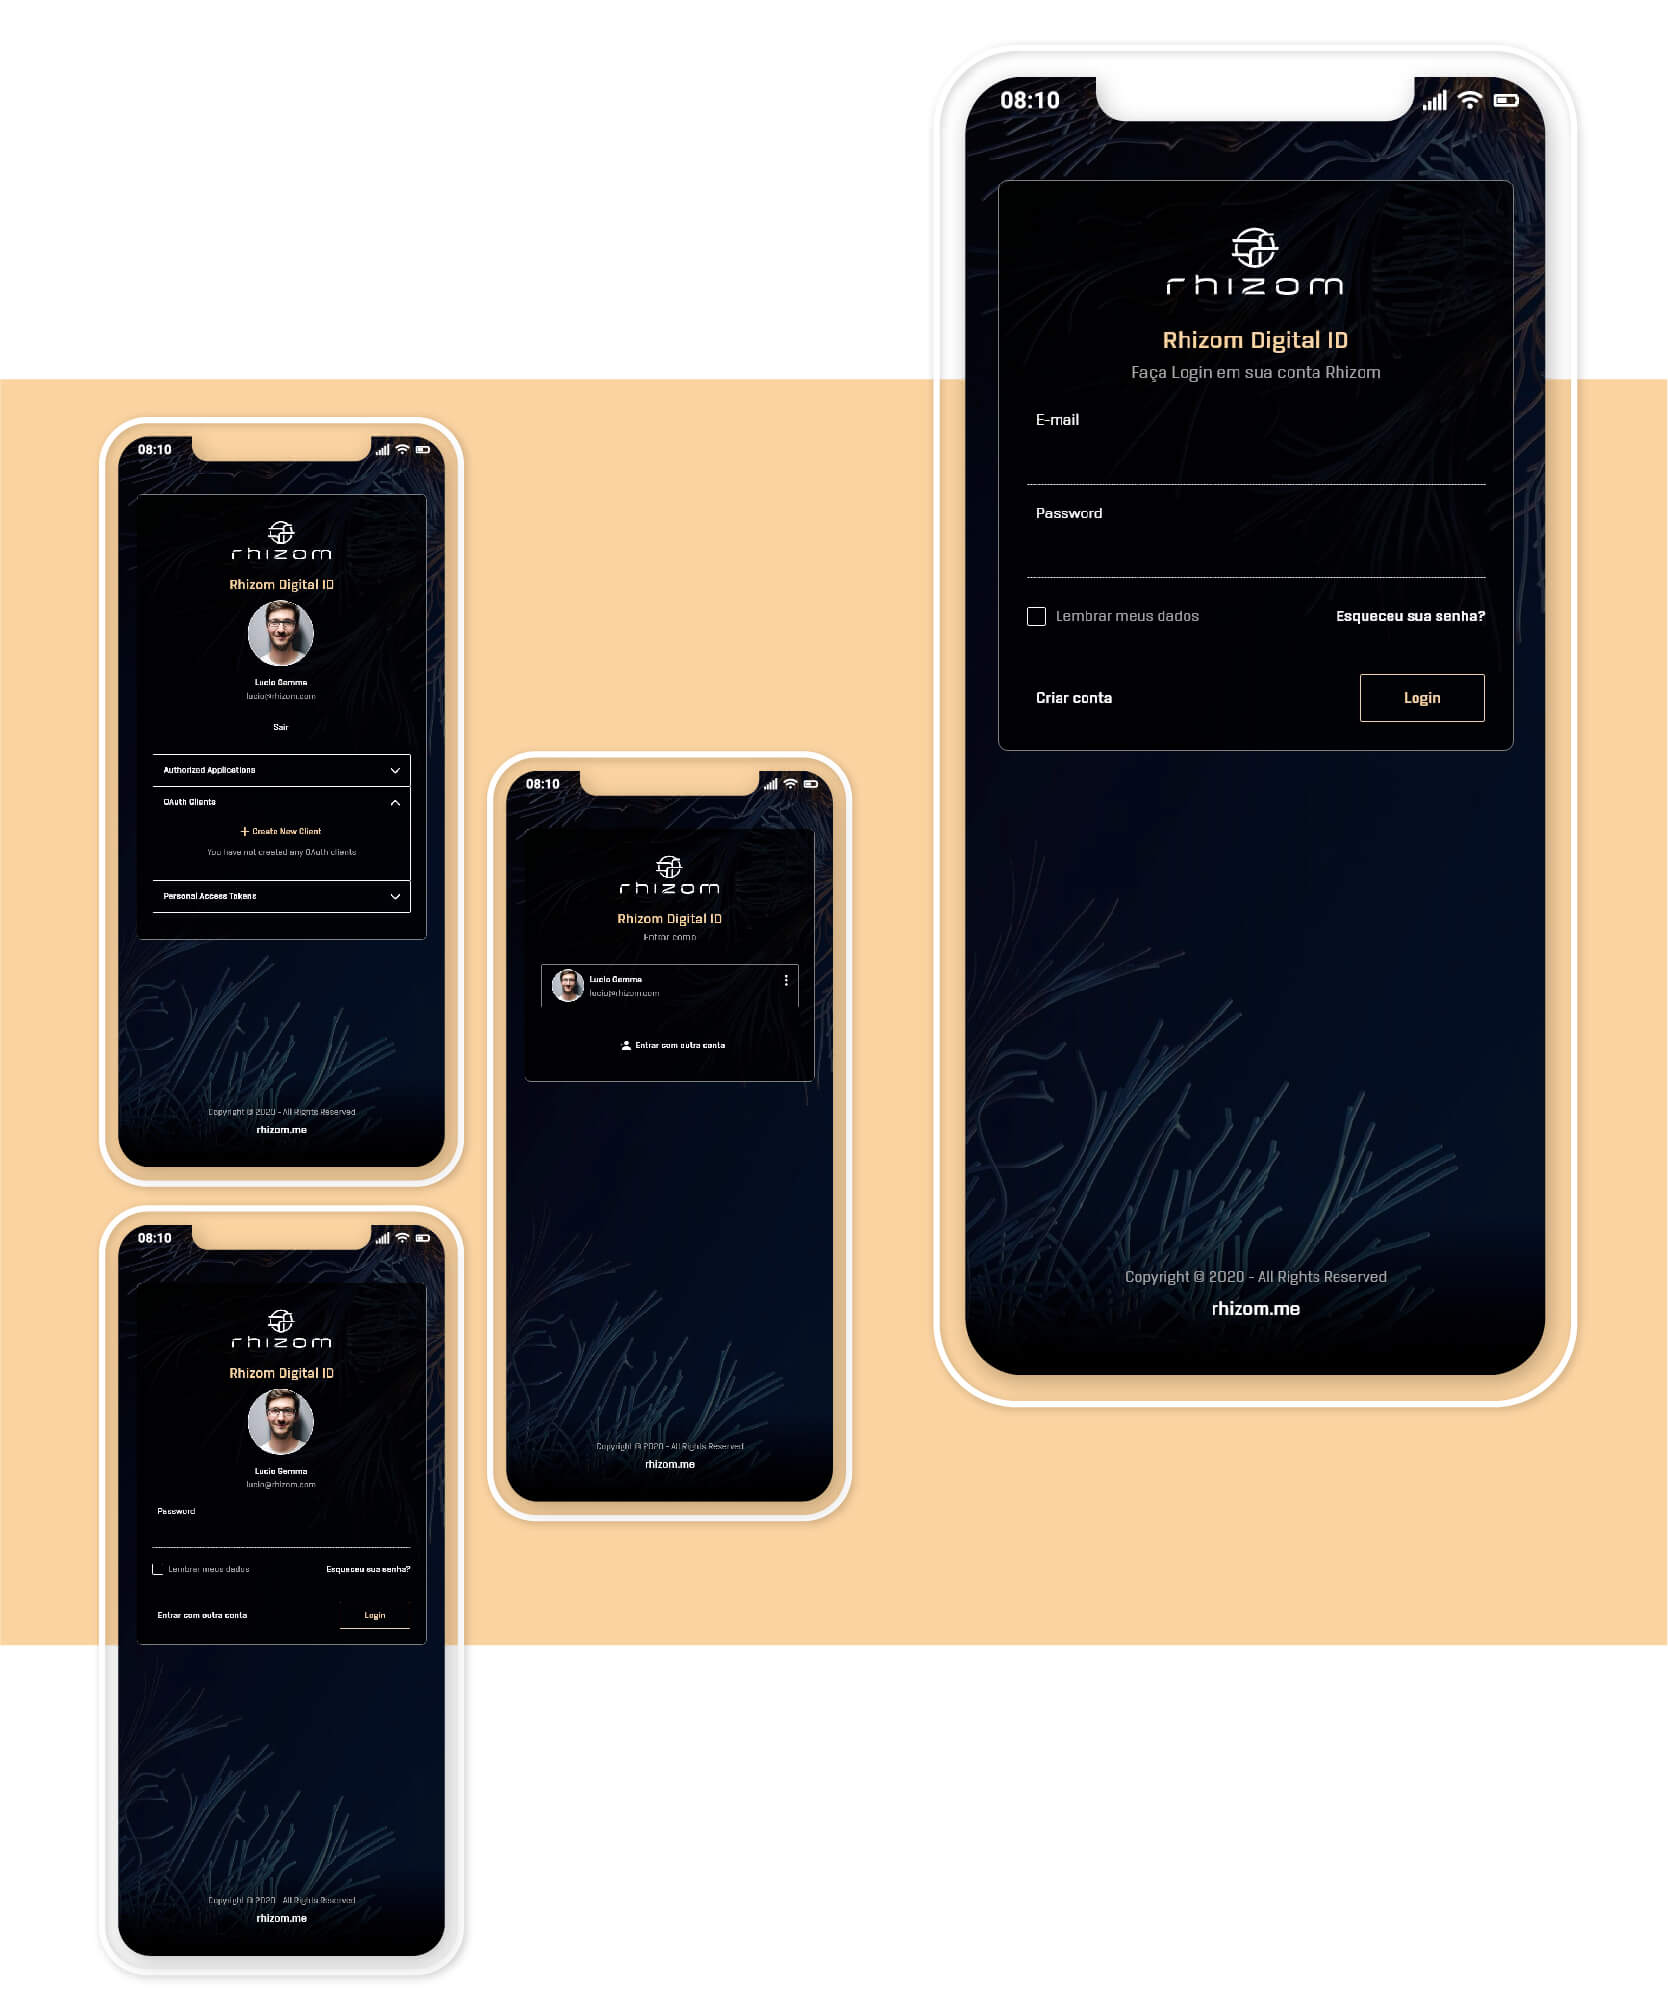 08:10
rhizom
Rhizom Digital ID
Faça Login em sua conta Rhizom
E-mail
Password
Lembrar meus dados
Esqueceu sua senha?
Criar conta
Login
Copyright © 2020 - All Rights Reserved
rhizom.me
08:10
rhizom
Rhizom Digital ID
Lucio Gemma
lucio@rhizom.com
Sair
Authorized Applications
OAuth Clients
+ Create New Client
You have not created any OAuth clients
Personal Access Tokens
Copyright © 2020 - All Rights Reserved
rhizom.me
08:10
rhizom
Rhizom Digital ID
Entrar como
Lucio Gemma
lucio@rhizom.com
Entrar com outra conta
Copyright © 2020 - All Rights Reserved
rhizom.me
08:10
rhizom
Rhizom Digital ID
Lucio Gemma
lucio@rhizom.com
Password
Lembrar meus dados
Esqueceu sua senha?
Entrar com outra conta
Login
Copyright © 2020 - All Rights Reserved
rhizom.me